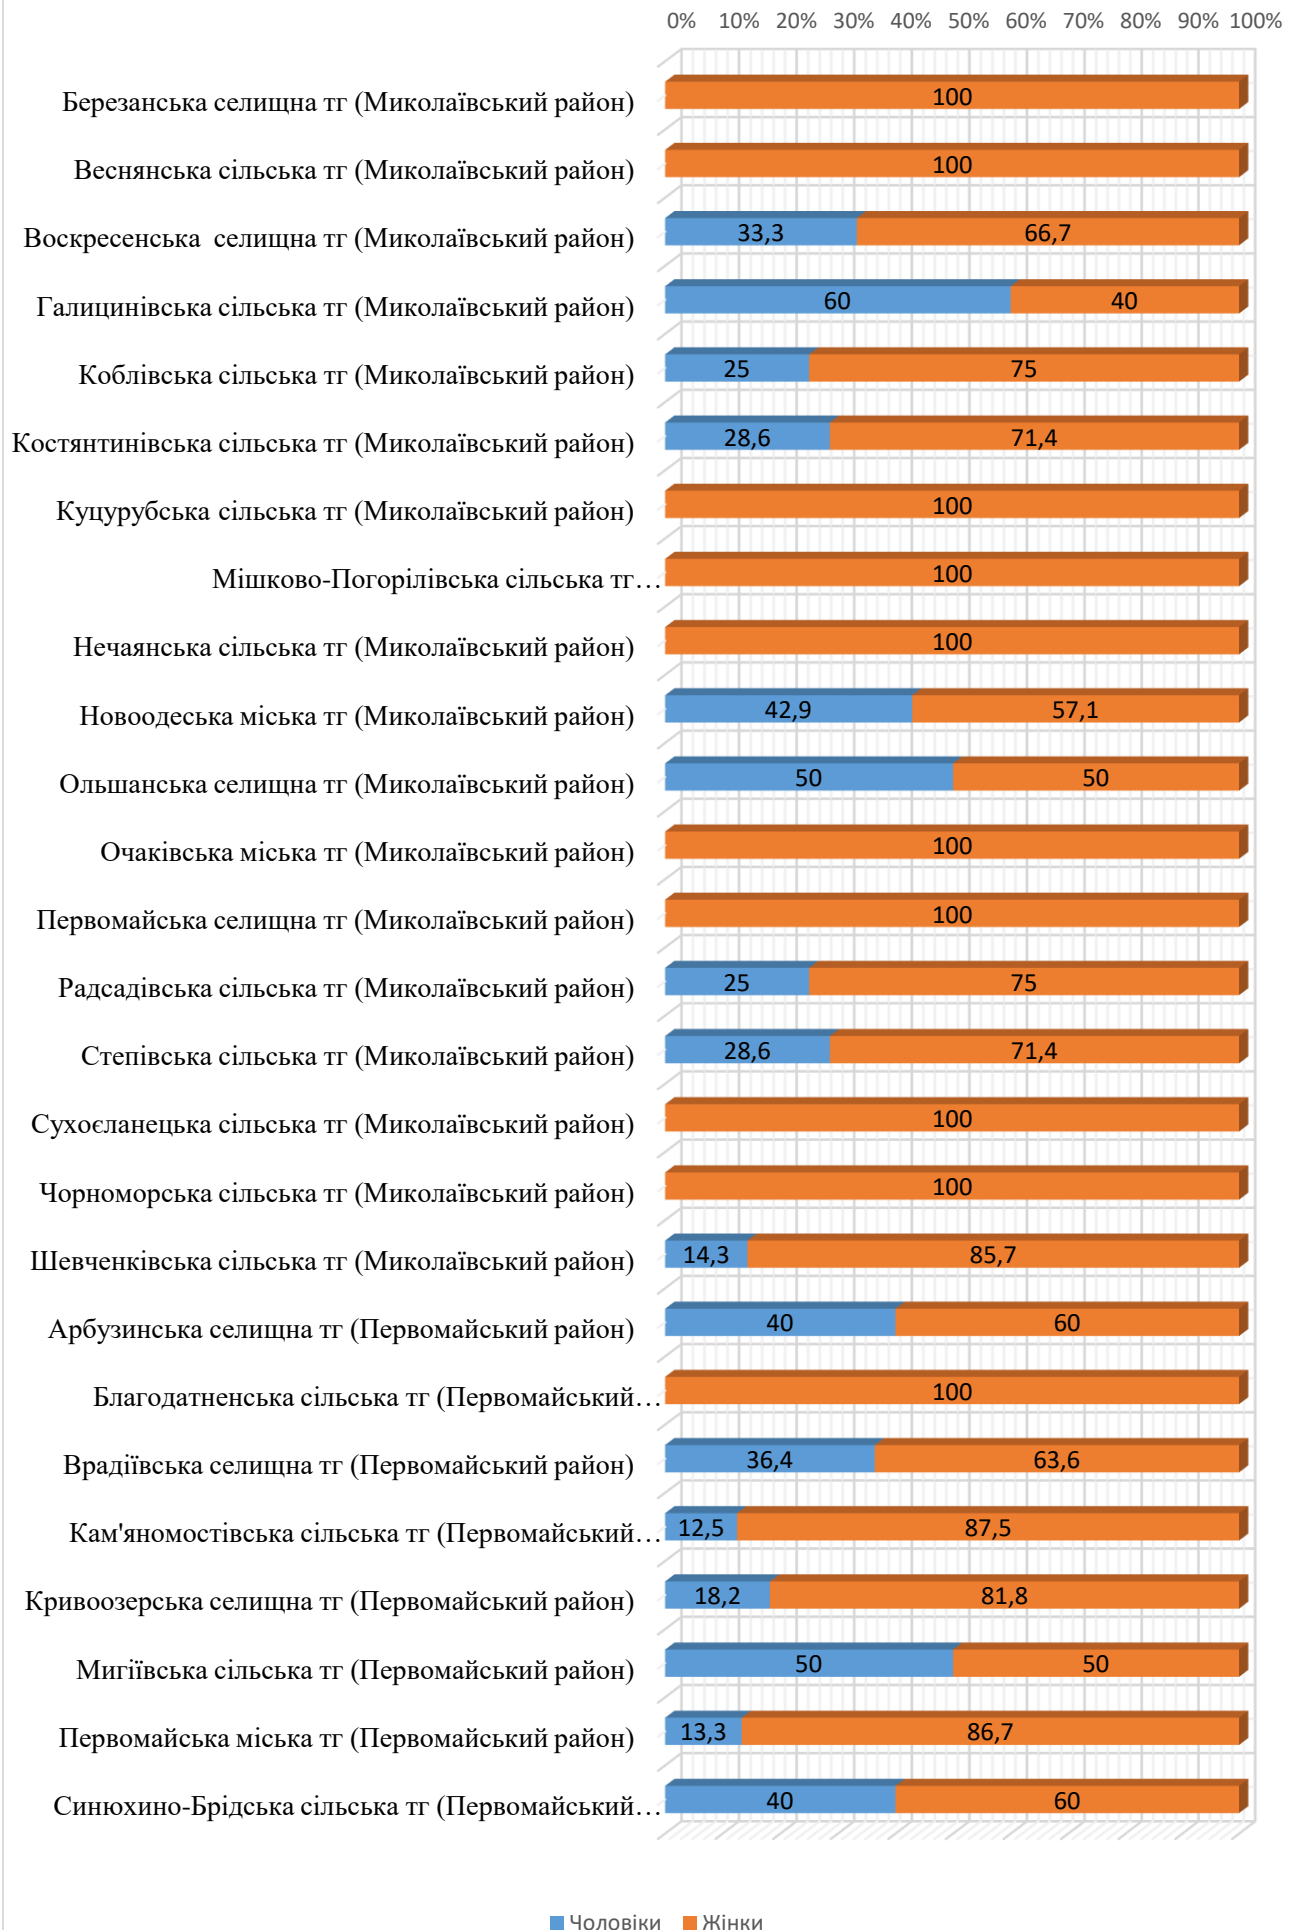 0% 10% 20% 30% 40% 50% 60% 70% 80% 90% 100%
Березанська селищна тг (Миколаївський район) 100
Веснянська сільська тг (Миколаївський район) 100
Воскресенська селищна тг (Миколаївський район) 33,3 66,7
Галицинівська сільська тг (Миколаївський район) 60 40
Коблівська сільська тг (Миколаївський район) 25 75
Костянтинівська сільська тг (Миколаївський район) 28,6 71,4
Куцурубська сільська тг (Миколаївський район) 100
Мішково-Погорілівська сільська тг… 100
Нечаянська сільська тг (Миколаївський район) 100
Новоодеська міська тг (Миколаївський район) 42,9 57,1
Ольшанська селищна тг (Миколаївський район) 50 50
Очаківська міська тг (Миколаївський район) 100
Первомайська селищна тг (Миколаївський район) 100
Радсадівська сільська тг (Миколаївський район) 25 75
Степівська сільська тг (Миколаївський район) 28,6 71,4
Сухоєланецька сільська тг (Миколаївський район) 100
Чорноморська сільська тг (Миколаївський район) 100
Шевченківська сільська тг (Миколаївський район) 14,3 85,7
Арбузинська селищна тг (Первомайський район) 40 60
Благодатненська сільська тг (Первомайський… 100
Врадіївська селищна тг (Первомайський район) 36,4 63,6
Кам'яномостівська сільська тг (Первомайський… 12,5 87,5
Кривоозерська селищна тг (Первомайський район) 18,2 81,8
Мигіївська сільська тг (Первомайський район) 50 50
Первомайська міська тг (Первомайський район) 13,3 86,7
Синюхино-Брідська сільська тг (Первомайський… 40 60
Чоловіки Жінки